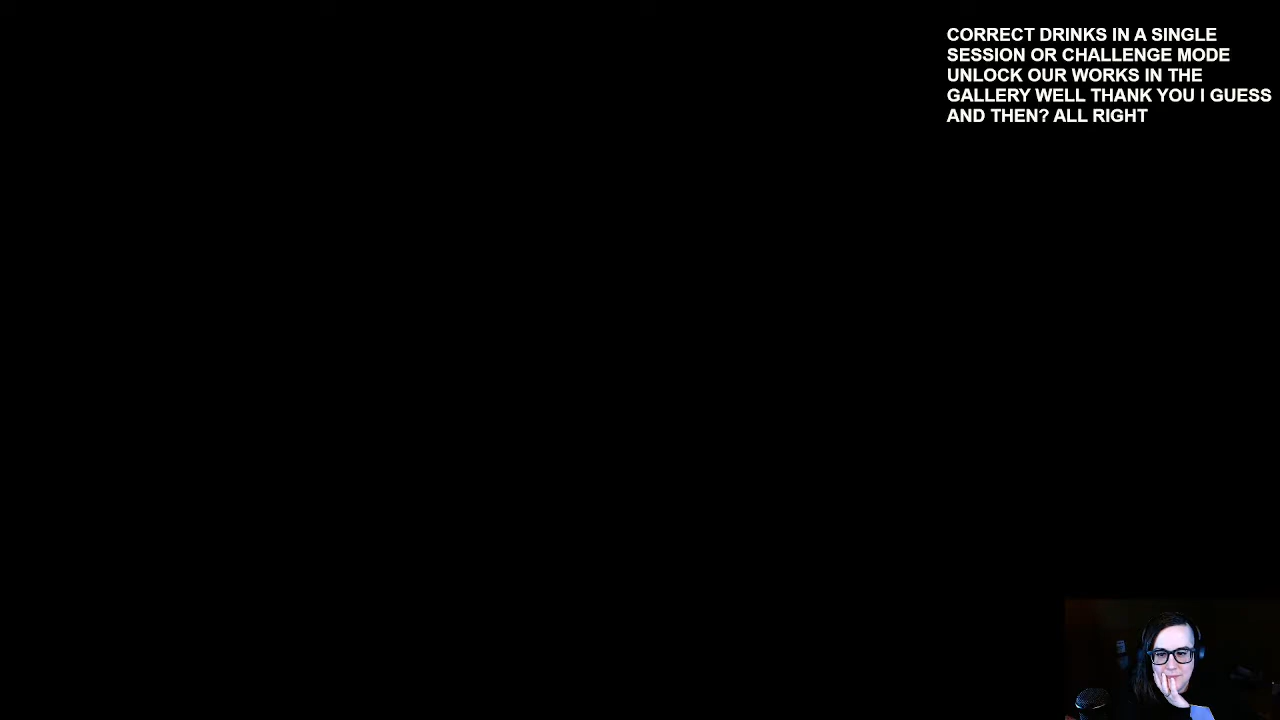 CORRECT DRINKS IN A SINGLE
SESSION OR CHALLENGE MODE
UNLOCK OUR WORKS IN THE
GALLERY WELL THANK YOU I GUESS
AND THEN? ALL RIGHT